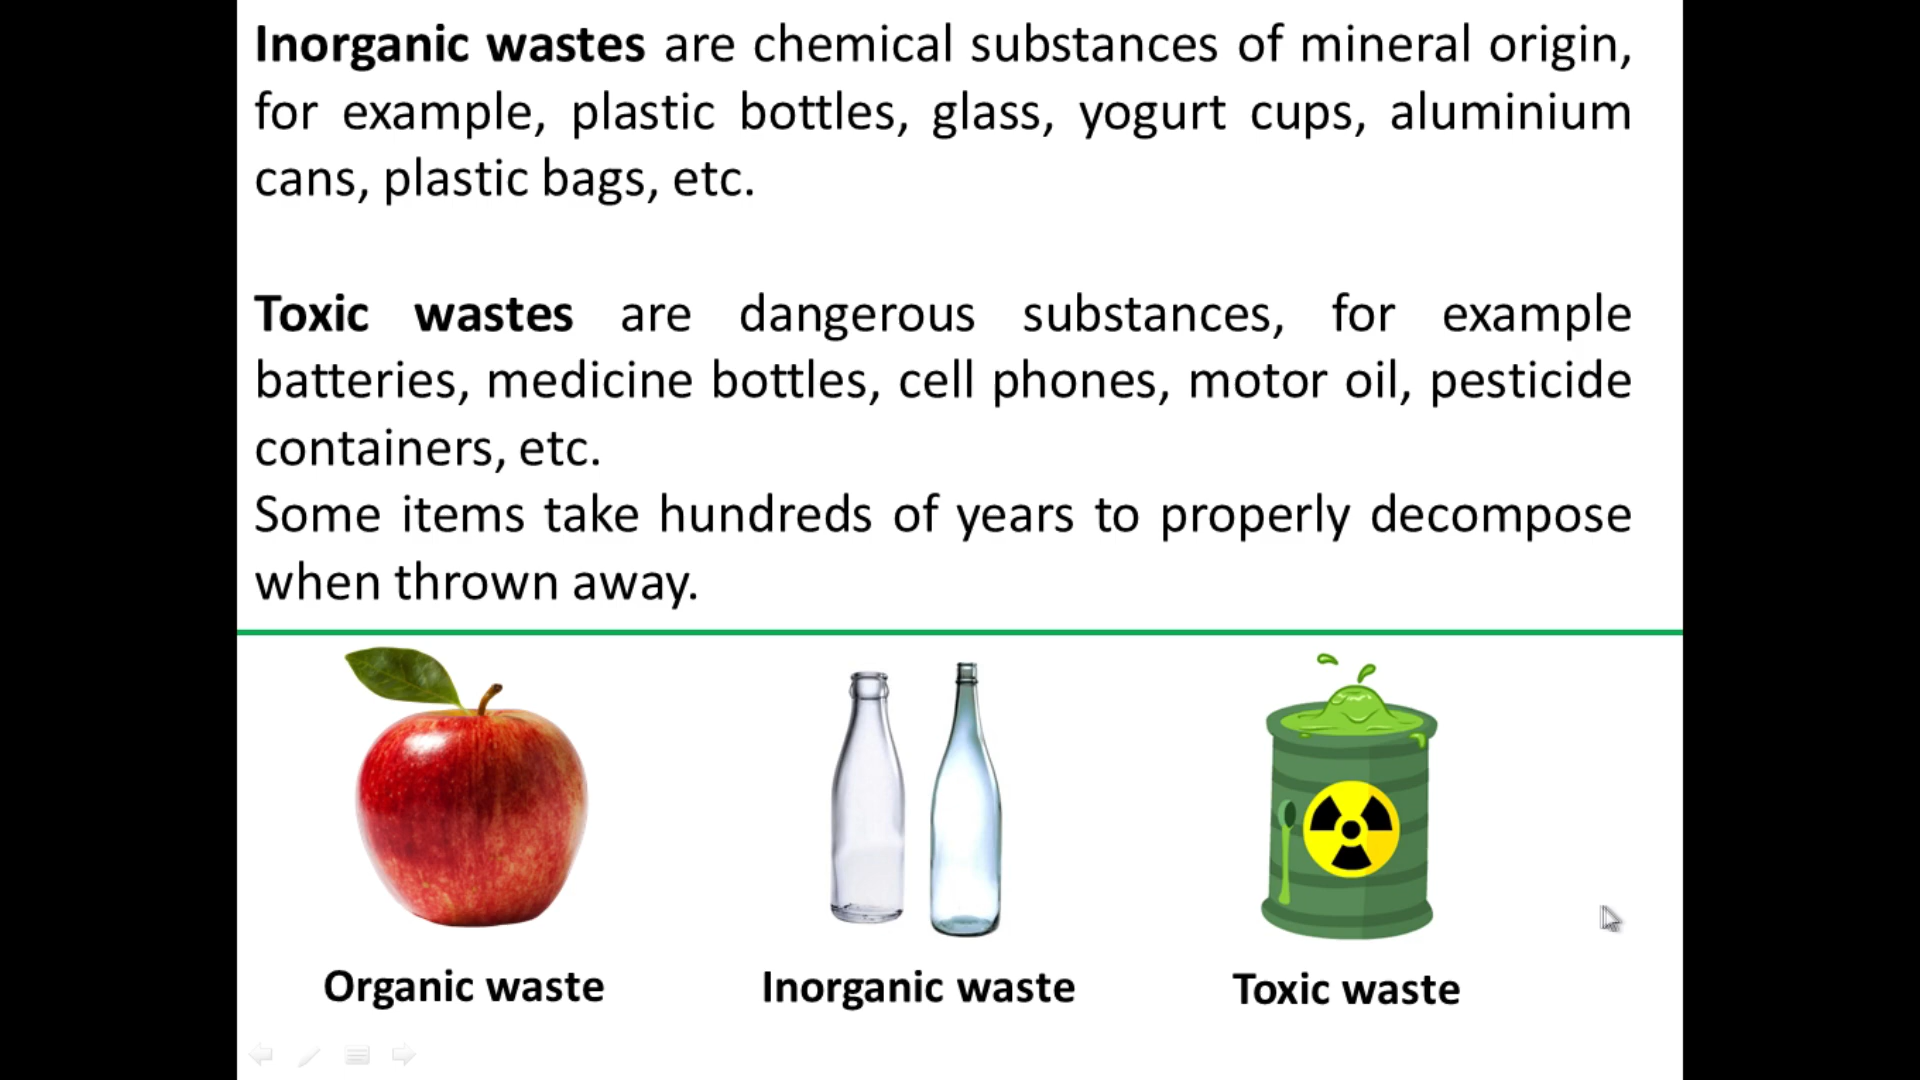 Inorganic wastes are chemical substances of mineral origin,
for example, plastic bottles, glass, yogurt cups, aluminium
cans, plastic bags, etc.
Toxic wastes are dangerous substances, for example
batteries, medicine bottles, cell phones, motor oil, pesticide
containers, etc.
Some items take hundreds of years to properly decompose
when thrown away.
Organic waste
Inorganic waste
Toxic waste